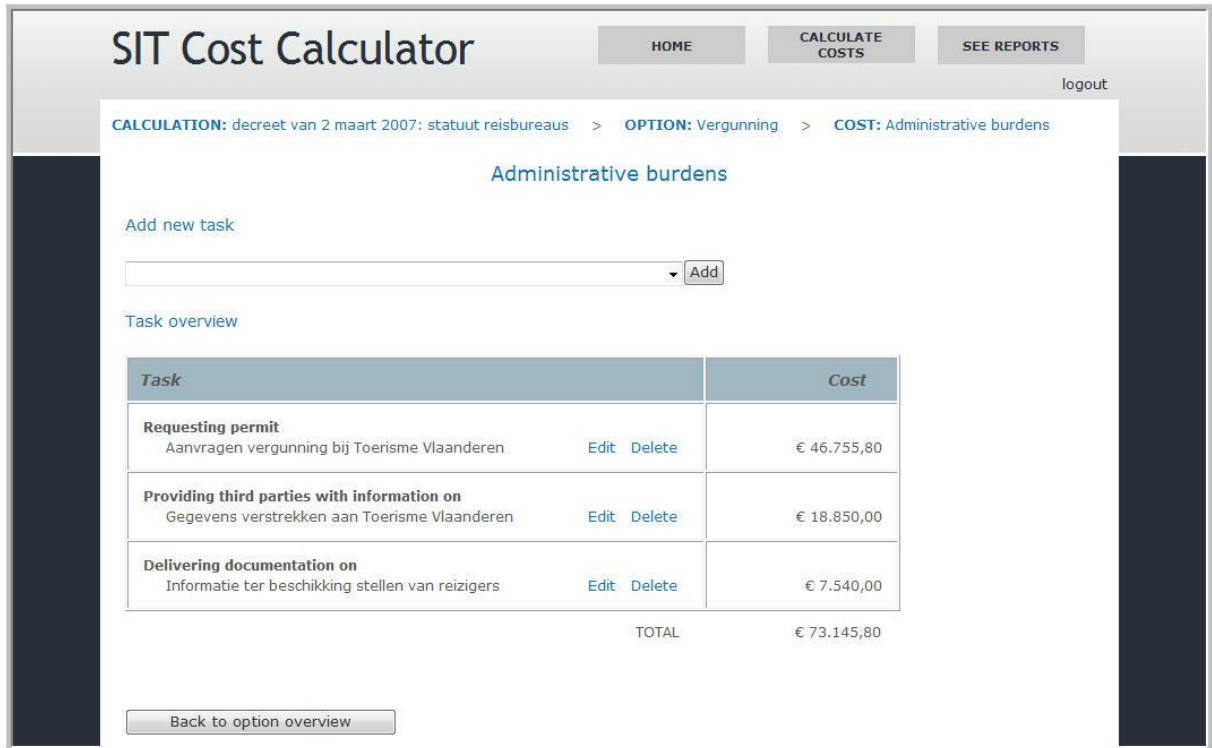 SIT Cost Calculator
HOME
CALCULATE
COSTS
SEE REPORTS
logout
CALCULATION: decreet van 2 maart 2007: statuut reisbureaus > OPTION: Vergunning > COST: Administrative burdens
Administrative burdens
Add new task
Add
Task overview
Task Cost
Requesting permit
Aanvragen vergunning bij Toerisme Vlaanderen Edit Delete € 46.755,80
Providing third parties with information on
Gegevens verstrekken aan Toerisme Vlaanderen Edit Delete € 18.850,00
Delivering documentation on
Informatie ter beschikking stellen van reizigers Edit Delete € 7.540,00
TOTAL € 73.145,80
Back to option overview